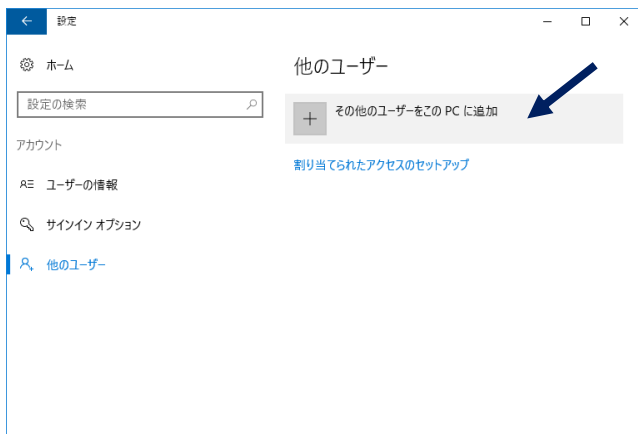 設定
ホーム
設定の検索
アカウント
ユーザーの情報
サインイン オプション
他のユーザー
他のユーザー
その他のユーザーをこの PC に追加
割り当てられたアクセスのセットアップ